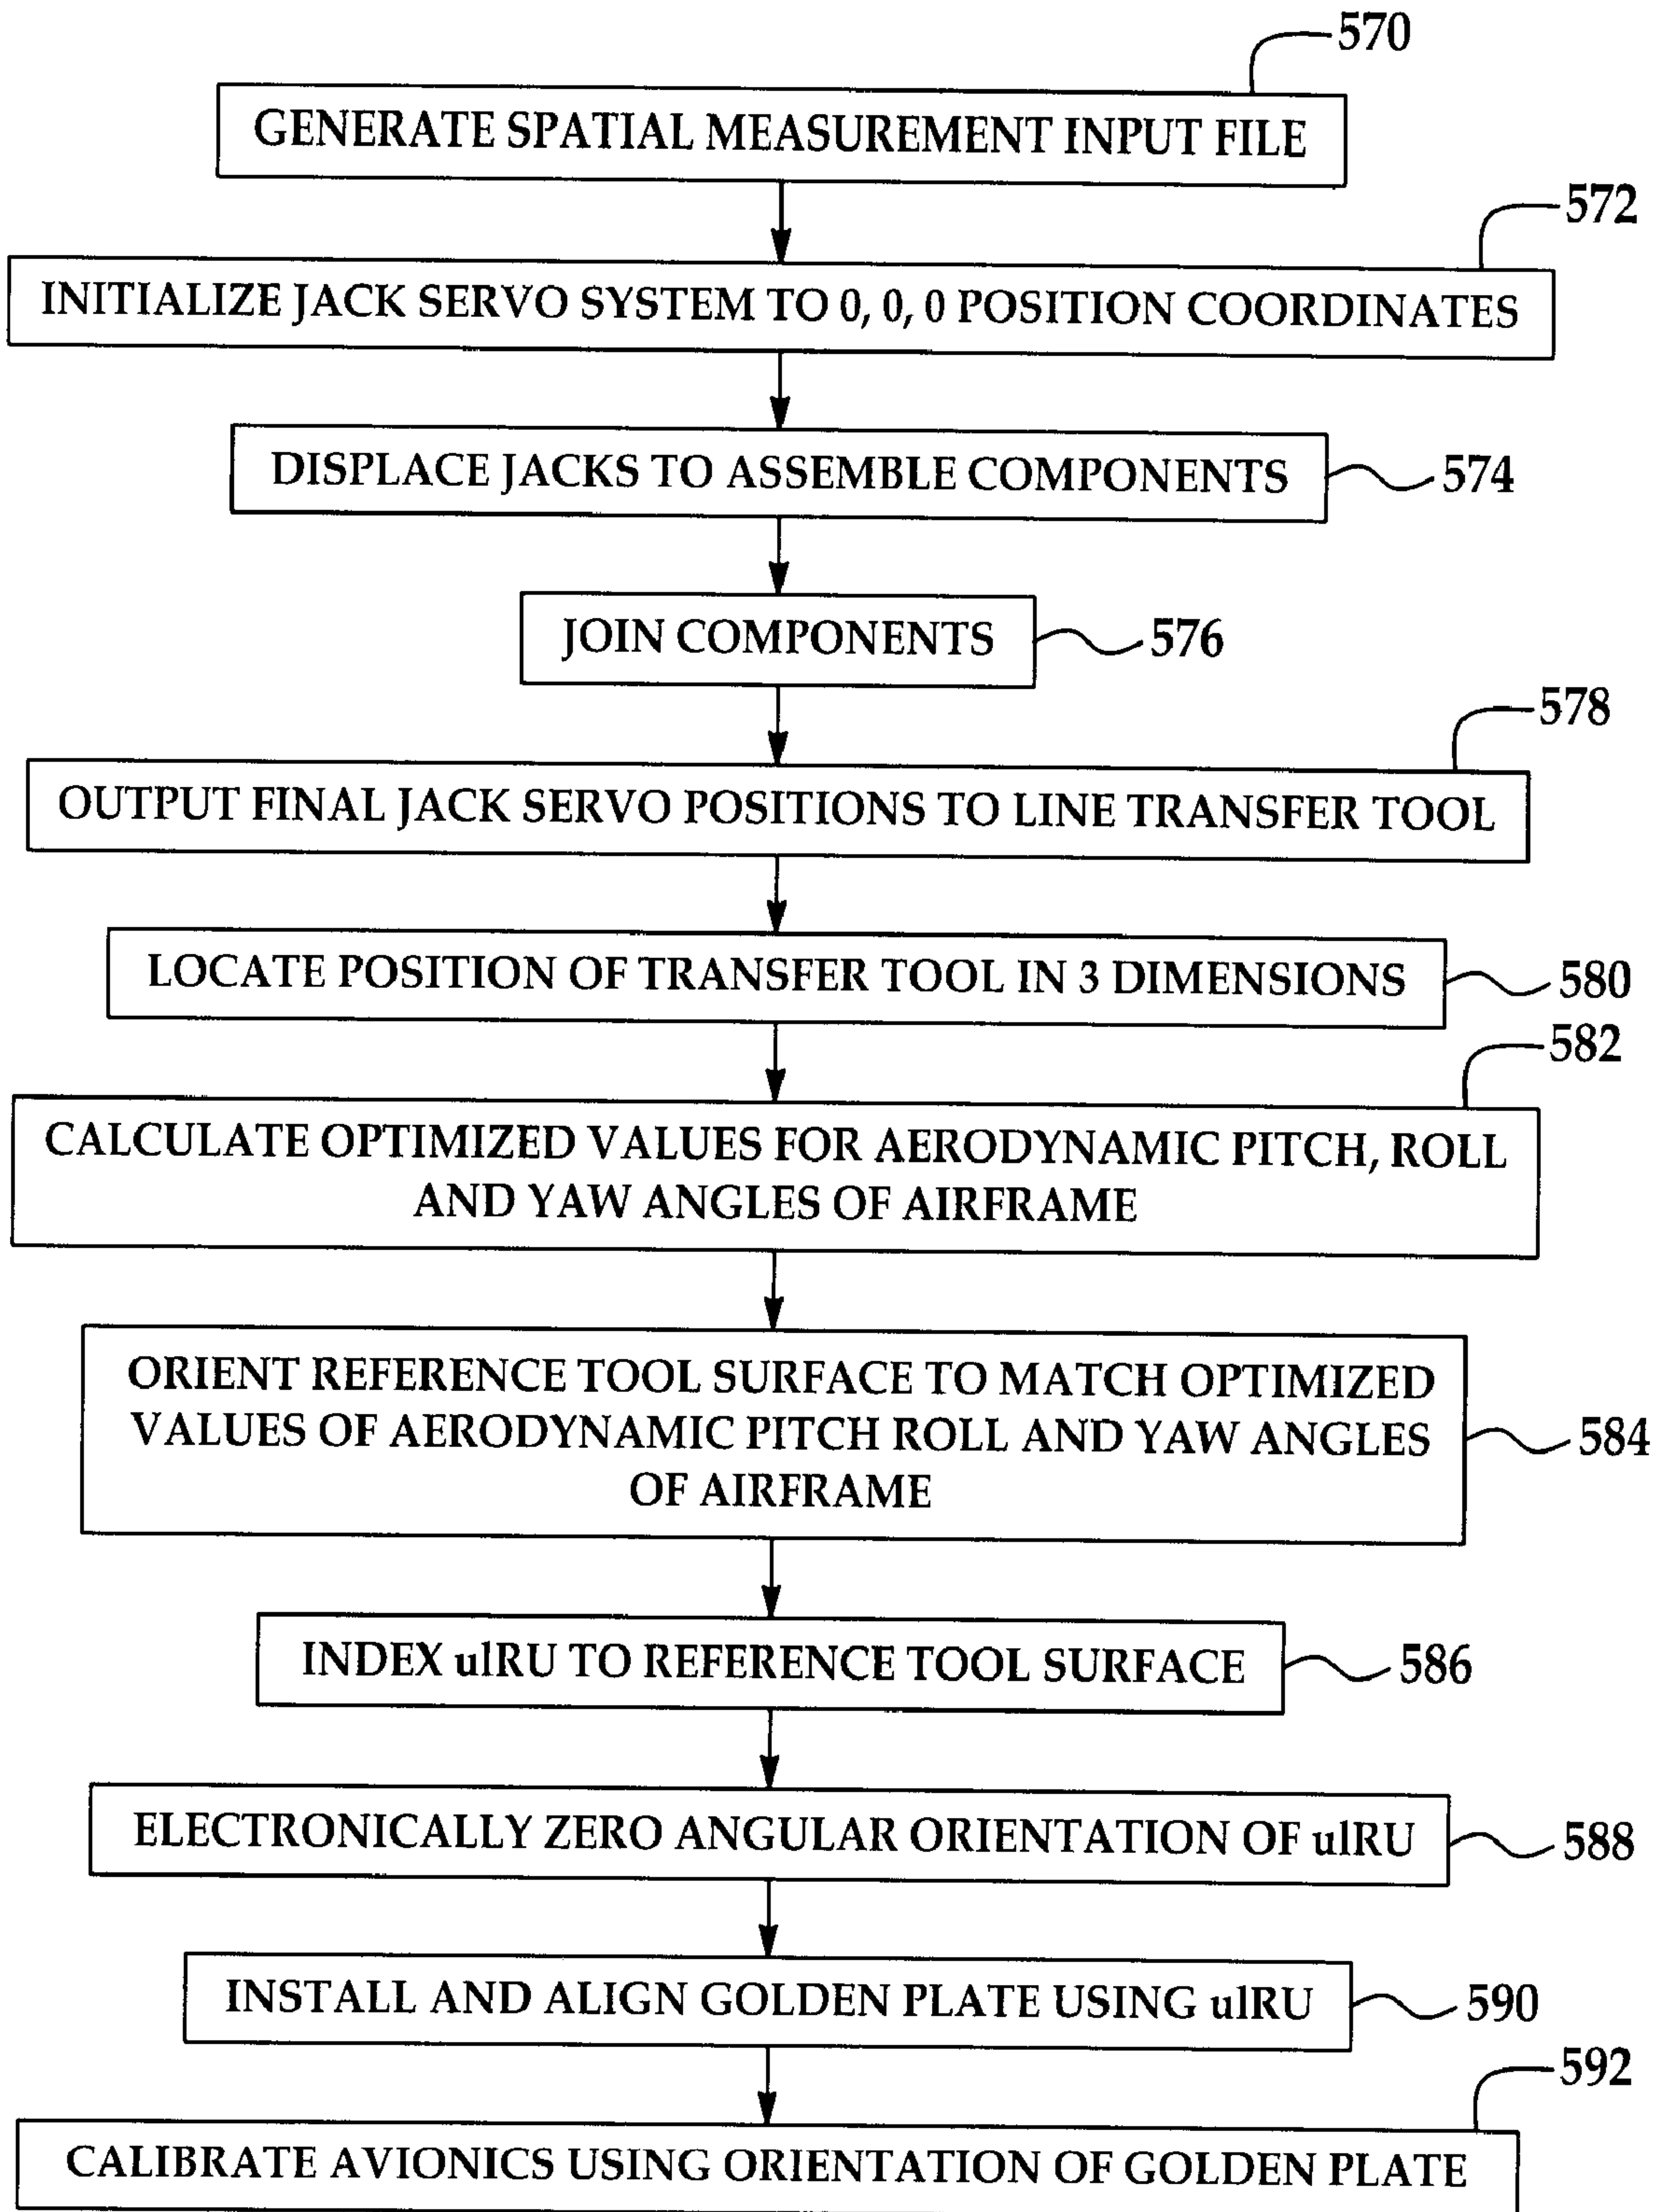 570
GENERATE SPATIAL MEASUREMENT INPUT FILE
572
INITIALIZE JACK SERVO SYSTEM TO 0, 0, 0 POSITION COORDINATES
DISPLACE JACKS TO ASSEMBLE COMPONENTS
574
JOIN COMPONENTS
576
578
OUTPUT FINAL JACK SERVO POSITIONS TO LINE TRANSFER TOOL
LOCATE POSITION OF TRANSFER TOOL IN 3 DIMENSIONS
580
582
CALCULATE OPTIMIZED VALUES FOR AERODYNAMIC PITCH, ROLL
AND YAW ANGLES OF AIRFRAME
ORIENT REFERENCE TOOL SURFACE TO MATCH OPTIMIZED
VALUES OF AERODYNAMIC PITCH ROLL AND YAW ANGLES
OF AIRFRAME
584
INDEX ulRU TO REFERENCE TOOL SURFACE
586
ELECTRONICALLY ZERO ANGULAR ORIENTATION OF ulRU
588
INSTALL AND ALIGN GOLDEN PLATE USING ulRU
590
592
CALIBRATE AVIONICS USING ORIENTATION OF GOLDEN PLATE